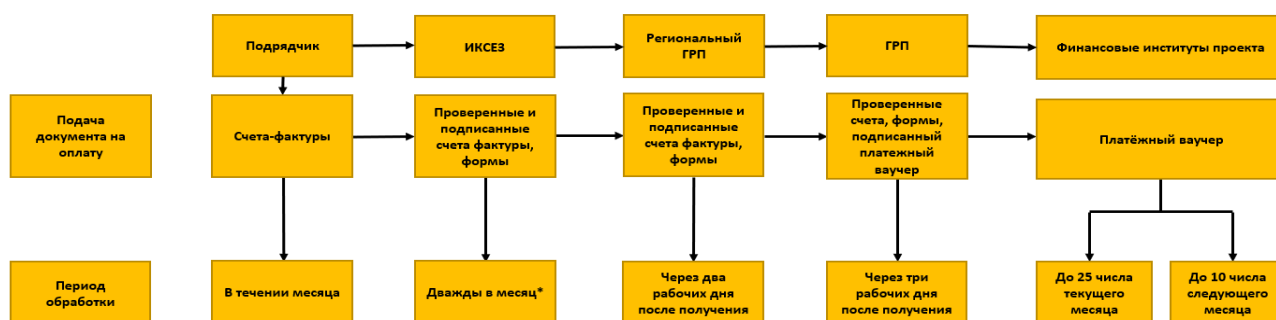 Подрядчик
ИКСЕЗ
Региональный
ГРП
ГРП
Финансовые институты проекта
Подача
документа на
оплату
Счета-фактуры
Проверенные и
подписанные
счета фактуры,
формы
Проверенные и
подписанные
счета фактуры,
формы
Проверенные
счета, формы,
подписанный
платежный
ваучер
Платёжный ваучер
Период
обработки
В течении месяца
Дважды в месяц*
Через два
рабочих дня
после получения
Через три
рабочих дня
после получения
До 25 числа
текущего
месяца
До 10 числа
следующего
месяца